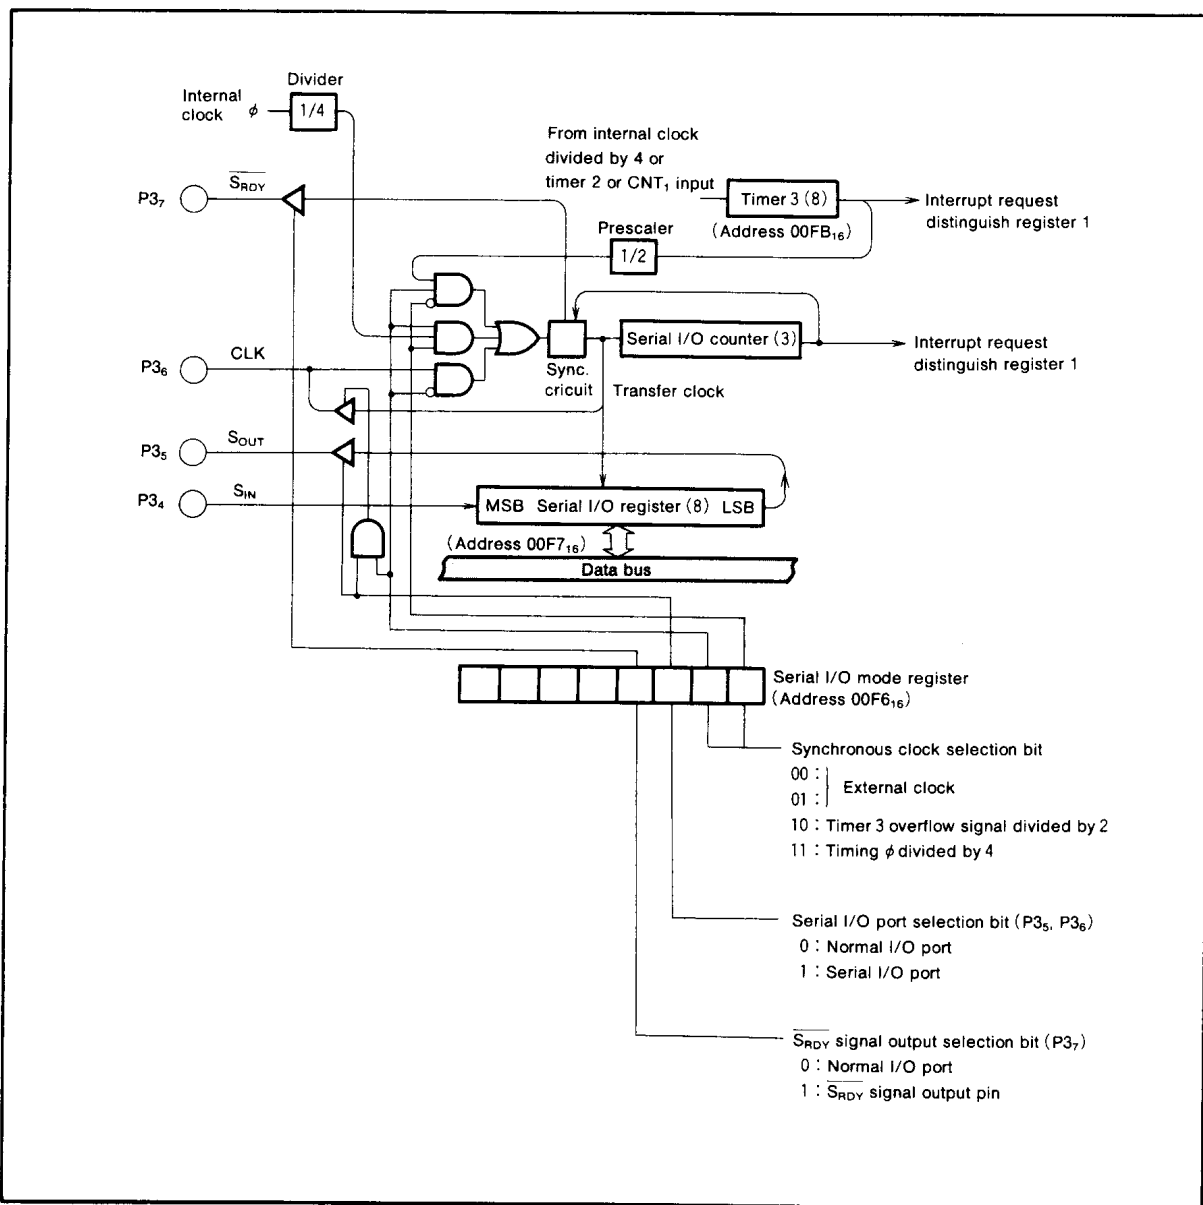 Divider
Internal
clock ϕ
1/4
From internal clock
divided by 4 or
timer 2 or CNT₁ input
P3₇
S̅R̅D̅Y̅
Timer 3 (8)
(Address 00FB₁₆)
Interrupt request
distinguish register 1
Prescaler
1/2
P3₆
CLK
Sync.
cricuit
Serial I/O counter (3)
Interrupt request
distinguish register 1
Transfer clock
P3₅
SOUT
P3₄
SIN
MSB Serial I/O register (8) LSB
(Address 00F7₁₆)
Data bus
Serial I/O mode register
(Address 00F6₁₆)
Synchronous clock selection bit
00 :
01 :
External clock
10 : Timer 3 overflow signal divided by 2
11 : Timing ϕ divided by 4
Serial I/O port selection bit (P3₅, P3₆)
0 : Normal I/O port
1 : Serial I/O port
S̅R̅D̅Y̅ signal output selection bit (P3₇)
0 : Normal I/O port
1 : S̅R̅D̅Y̅ signal output pin